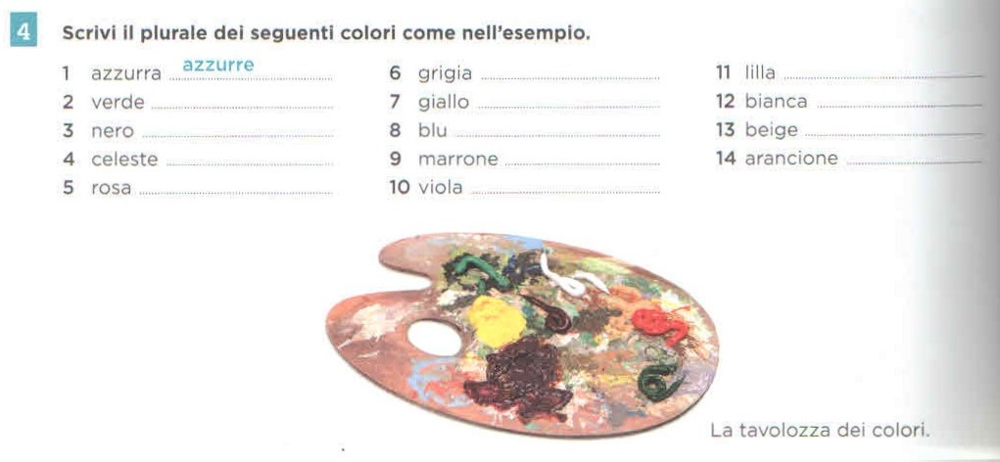 4 Scrivi il plurale dei seguenti colori come nell'esempio.
1 azzurra azzurre
2 verde
3 nero
4 celeste
5 rosa
6 grigia
7 giallo
8 blu
9 marrone
10 viola
11 lilla
12 bianca
13 beige
14 arancione
La tavolozza dei colori.